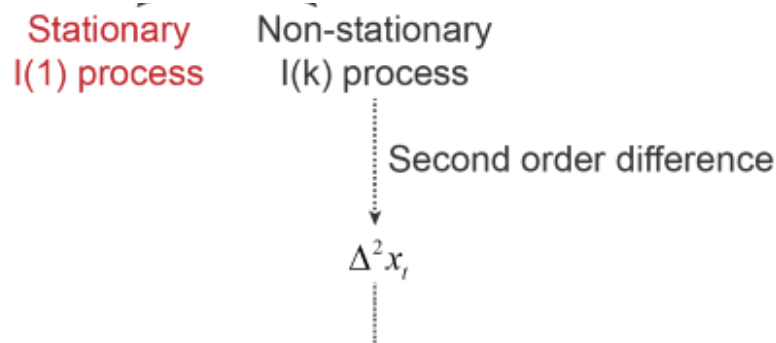 Stationary
I(1) process
Non-stationary
I(k) process
Second order difference
Δ²xₜ